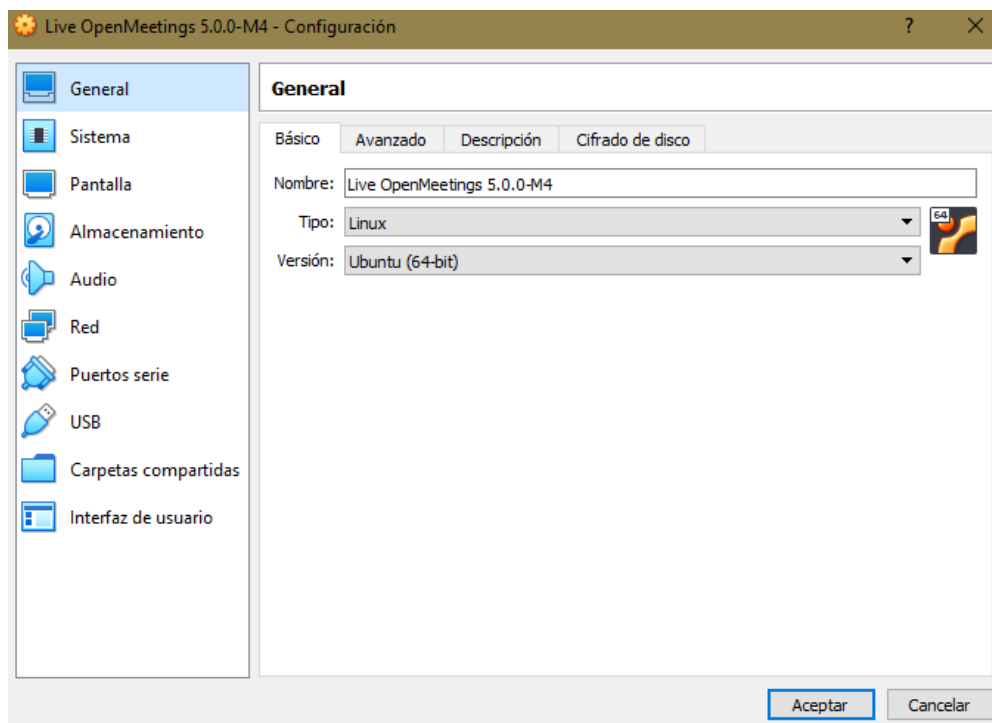 Live OpenMeetings 5.0.0-M4 - Configuración ?
General
Sistema
Pantalla
Almacenamiento
Audio
Red
Puertos serie
USB
Carpetas compartidas
Interfaz de usuario
General
Básico Avanzado Descripción Cifrado de disco
Nombre: Live OpenMeetings 5.0.0-M4
Tipo: Linux
64
Versión: Ubuntu (64-bit)
Aceptar Cancelar